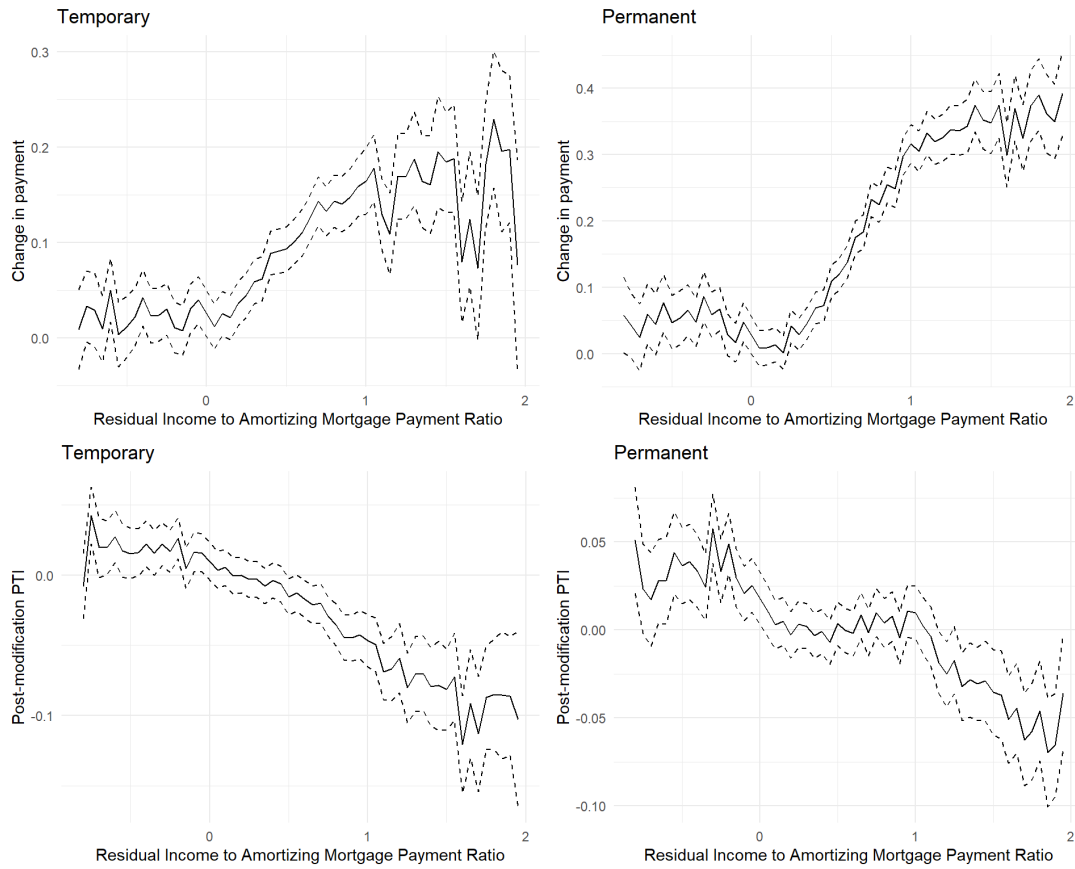 Temporary
Change in payment
0.3
0.2
0.1
0.0
0 1 2
Residual Income to Amortizing Mortgage Payment Ratio
Permanent
Change in payment
0.4
0.3
0.2
0.1
0.0
0 1 2
Residual Income to Amortizing Mortgage Payment Ratio
Temporary
Post-modification PTI
0.0
-0.1
0 1 2
Residual Income to Amortizing Mortgage Payment Ratio
Permanent
Post-modification PTI
0.05
0.00
-0.05
-0.10
0 1 2
Residual Income to Amortizing Mortgage Payment Ratio